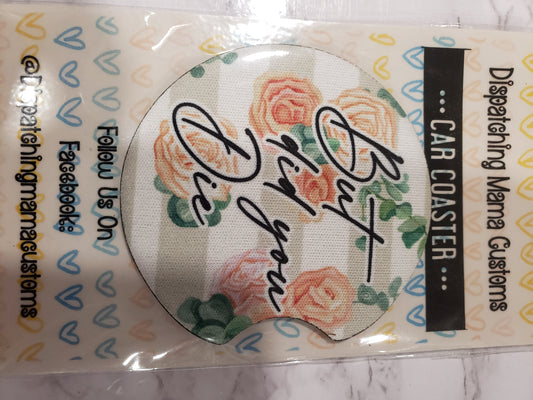 Dispatching Mama Customs
••• CAR COASTER •••
But
did you
Die
Follow Us On
Facebook:
@Dispatchingmamacustoms